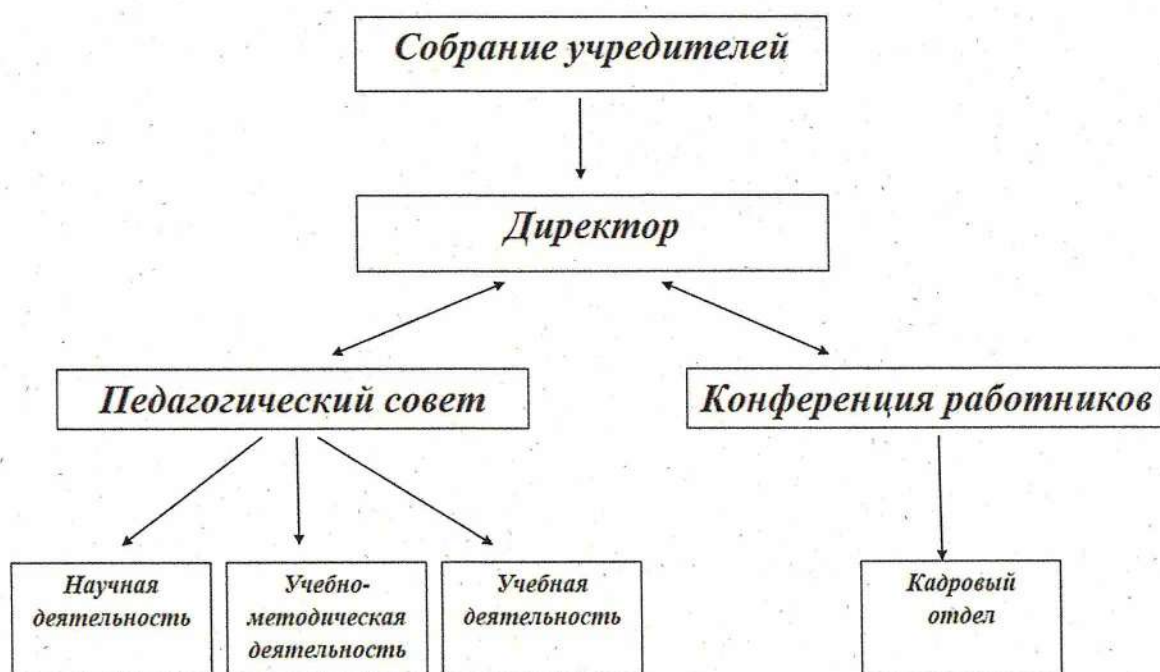 Собрание учредителей
Директор
Педагогический совет
Конференция работников
Научная
деятельность
Учебно-
методическая
деятельность
Учебная
деятельность
Кадровый
отдел